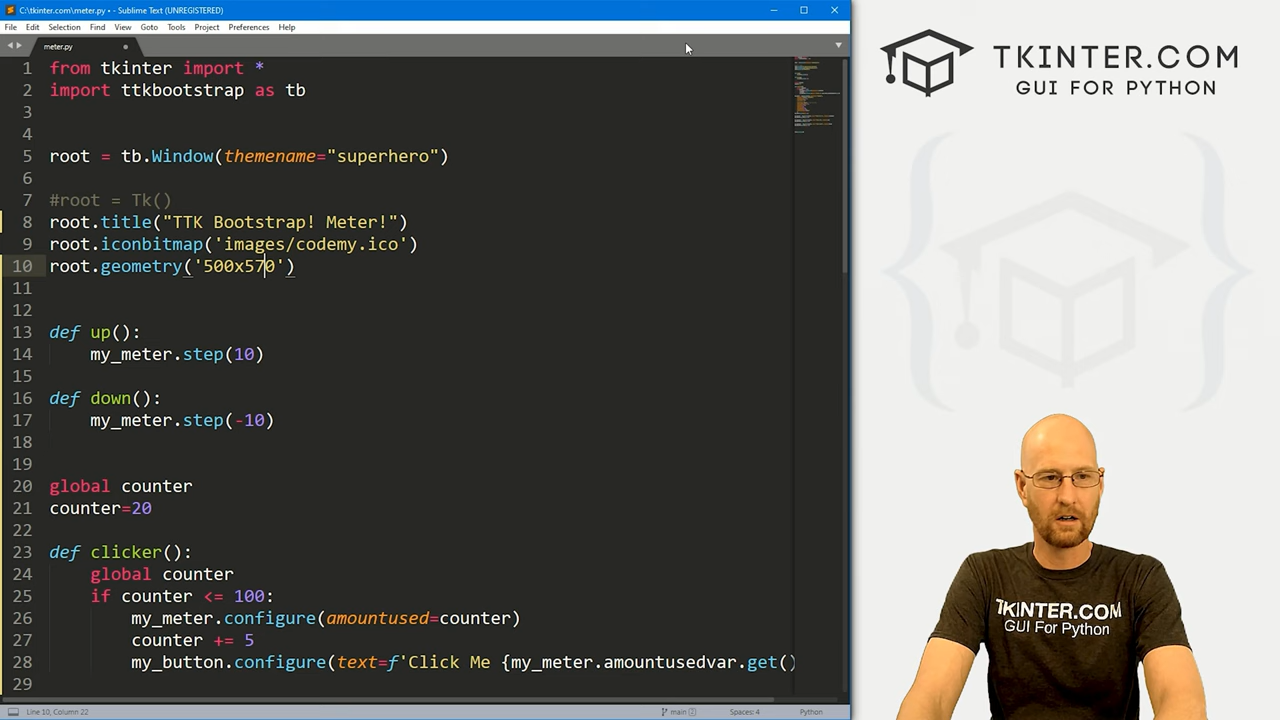 C:\tkinter.com\meter.py • - Sublime Text (UNREGISTERED)
File Edit Selection Find View Goto Tools Project Preferences Help
meter.py
1 from tkinter import *
2 import ttkbootstrap as tb
3
4
5 root = tb.Window(themename="superhero")
6
7 #root = Tk()
8 root.title("TTK Bootstrap! Meter!")
9 root.iconbitmap('images/codemy.ico')
10 root.geometry('500x570')
11
12
13 def up():
14 my_meter.step(10)
15
16 def down():
17 my_meter.step(-10)
18
19
20 global counter
21 counter=20
22
23 def clicker():
24 global counter
25 if counter <= 100:
26 my_meter.configure(amountused=counter)
27 counter += 5
28 my_button.configure(text=f'Click Me {my_meter.amountusedvar.get()
29
Line 10, Column 22
main 2
Spaces: 4
Python
TKINTER.COM
GUI FOR PYTHON
TKINTER.COM
GUI For Python